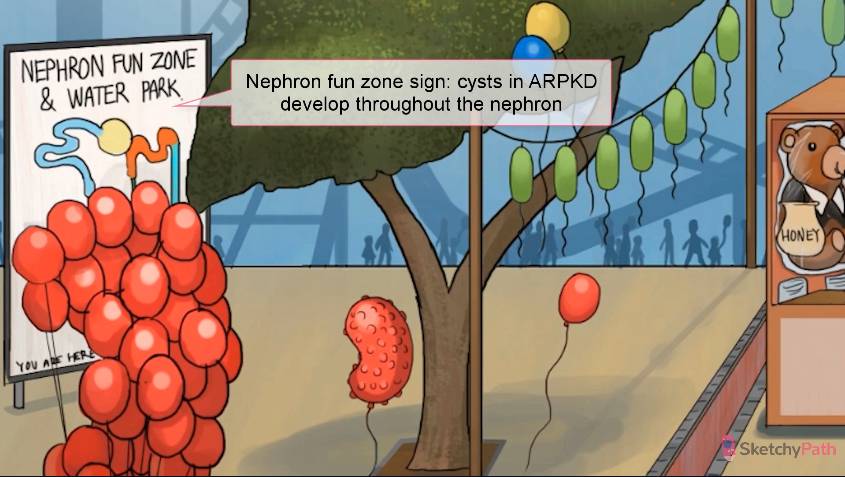 NEPHRON FUN ZONE
& WATER PARK
Nephron fun zone sign: cysts in ARPKD
develop throughout the nephron
HONEY
YOU ARE HERE
SketchyPath